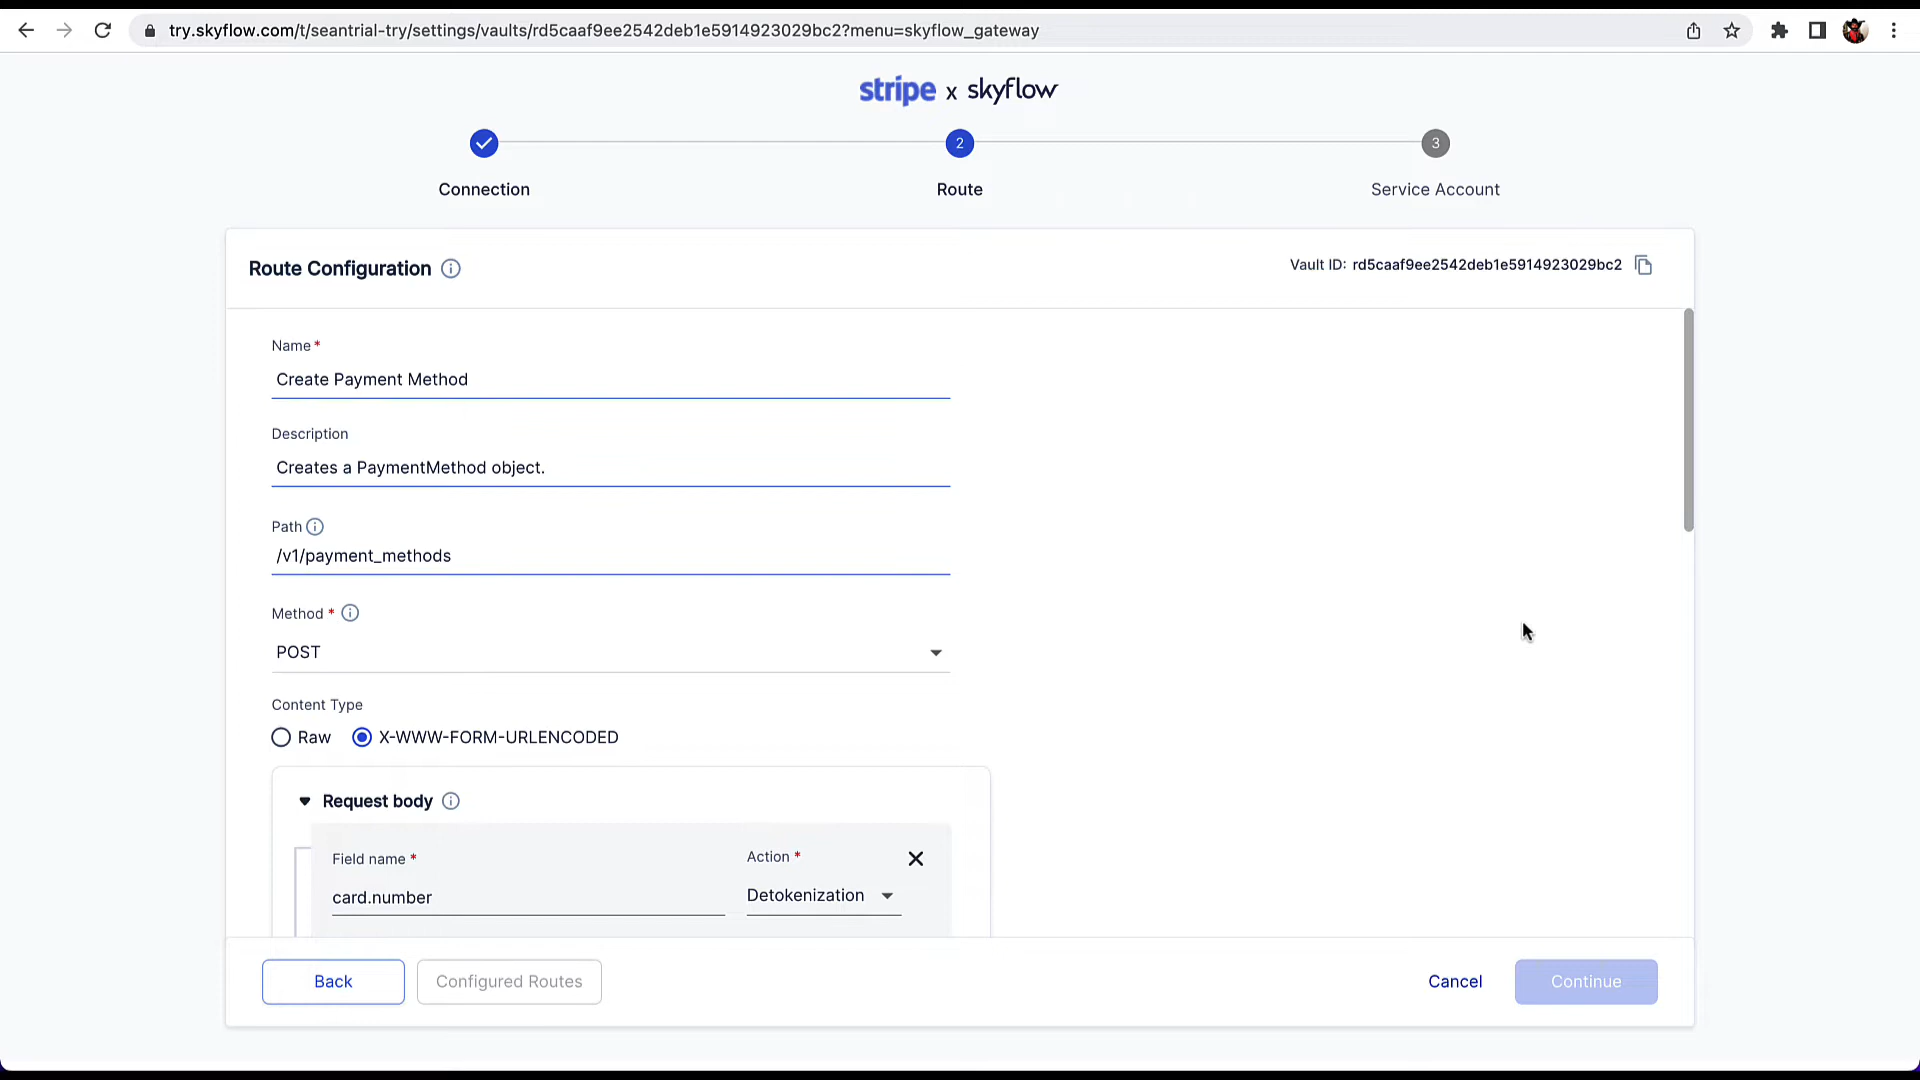 try.skyflow.com/t/seantrial-try/settings/vaults/rd5caaf9ee2542deb1e5914923029bc2?menu=skyflow_gateway
stripe x skyflow
2
3
Connection
Route
Service Account
Route Configuration
Vault ID: rd5caaf9ee2542deb1e5914923029bc2
Name *
Create Payment Method
Description
Creates a PaymentMethod object.
Path
/v1/payment_methods
Method *
POST
Content Type
Raw
X-WWW-FORM-URLENCODED
Request body
Field name *
Action *
card.number
Detokenization
Back
Configured Routes
Cancel
Continue